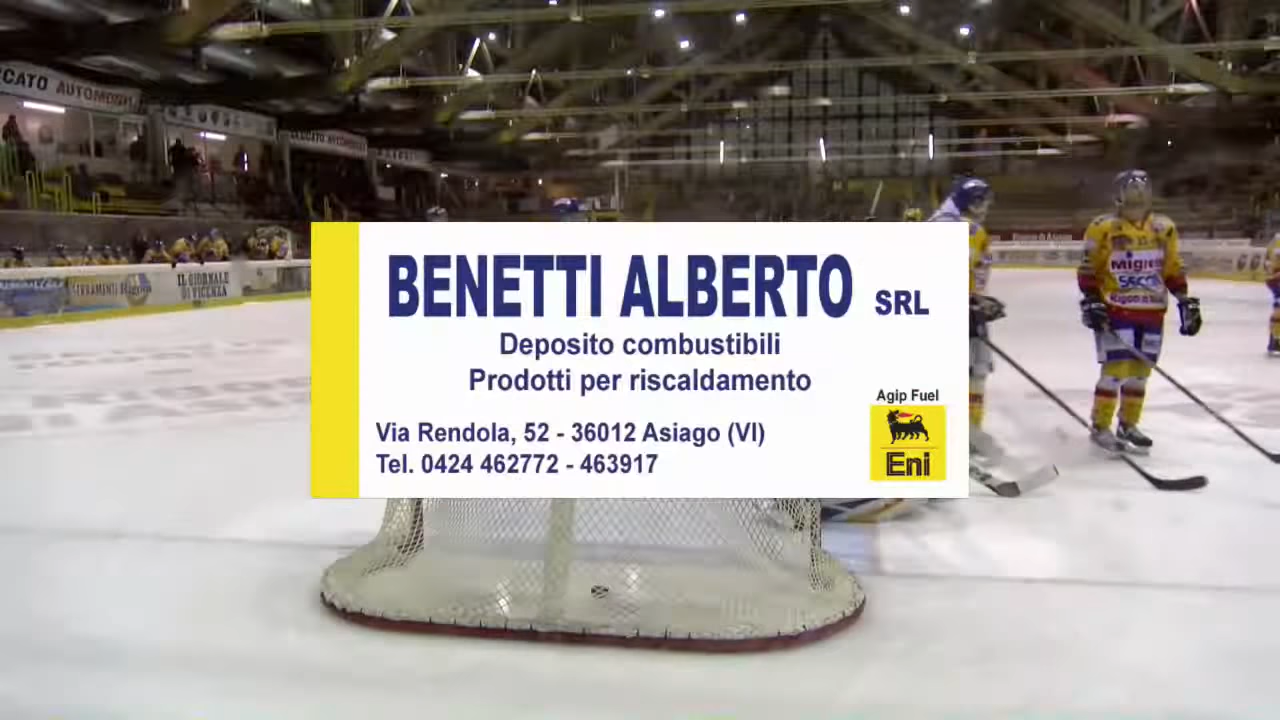 CATO AUTOMOBILI
IL GIORNALE
DI VICENZA
BENETTI ALBERTO SRL
Deposito combustibili
Prodotti per riscaldamento
Via Rendola, 52 - 36012 Asiago (VI)
Tel. 0424 462772 - 463917
Agip Fuel
Eni
Migross